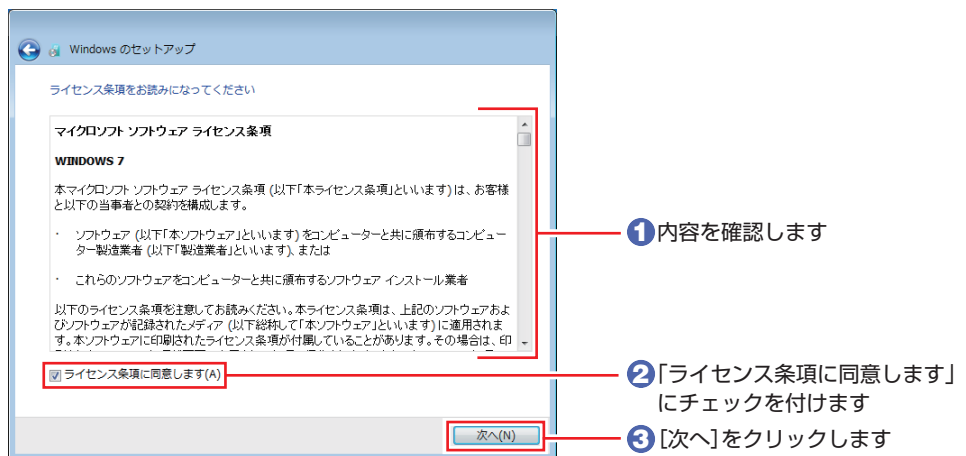 Windows のセットアップ
ライセンス条項をお読みになってください
マイクロソフト ソフトウェア ライセンス条項
WINDOWS 7
本マイクロソフト ソフトウェア ライセンス条項 (以下「本ライセンス条項」といいます) は、お客様
と以下の当事者との契約を構成します。
· ソフトウェア (以下「本ソフトウェア」といいます) をコンピューターと共に頒布するコンピュー
ター製造業者 (以下「製造業者」といいます)、または
· これらのソフトウェアをコンピューターと共に頒布するソフトウェア インストール業者
以下のライセンス条項を注意してお読みください。本ライセンス条項は、上記のソフトウェアおよ
びソフトウェアが記録されたメディア (以下総称して「本ソフトウェア」といいます) に適用されま
す。本ソフトウェアに印刷されたライセンス条項が付属していることがあります。その場合は、印
ライセンス条項に同意します(A)
次へ(N)
1 内容を確認します
2 「ライセンス条項に同意します」
にチェックを付けます
3 [次へ]をクリックします